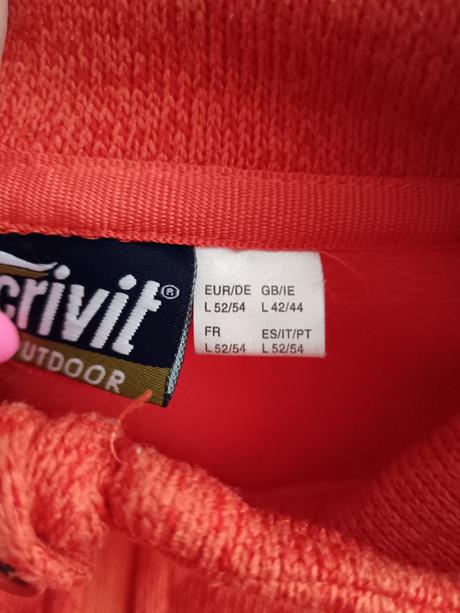 crivit®
OUTDOOR
EUR/DE GB/IE
L 52/54 L 42/44
FR ES/IT/PT
L 52/54 L 52/54